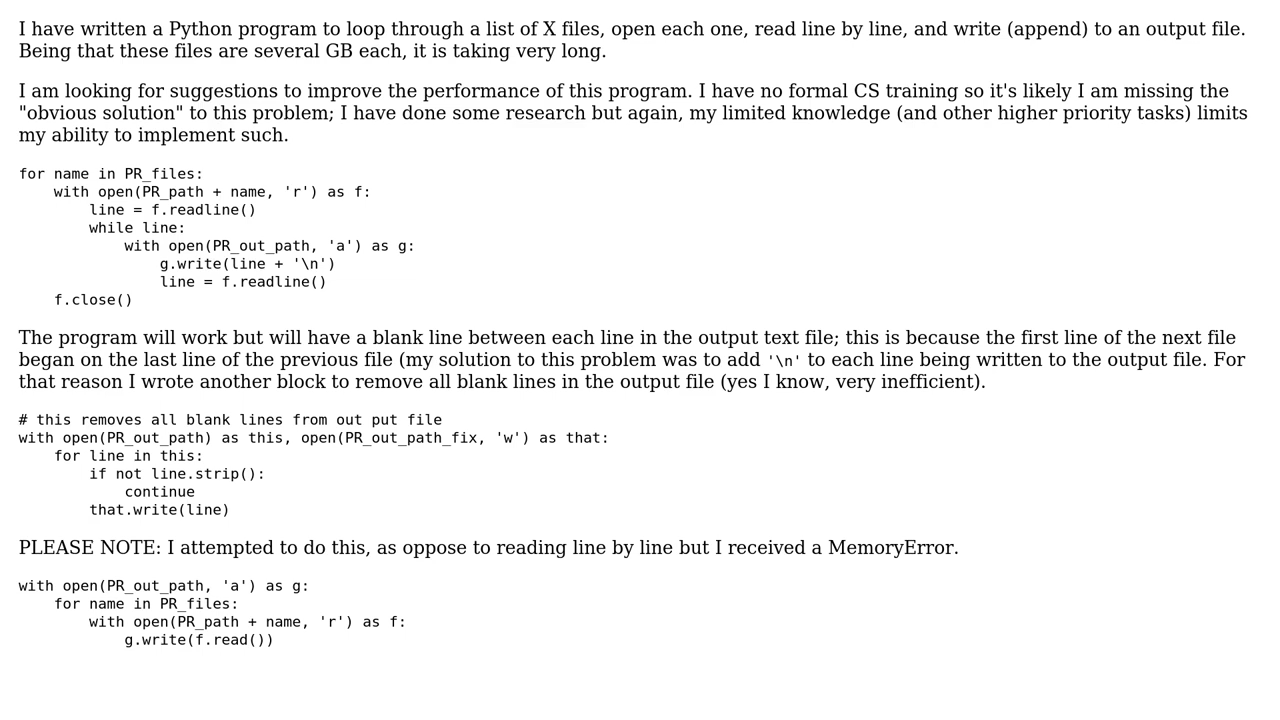 I have written a Python program to loop through a list of X files, open each one, read line by line, and write (append) to an output file.
Being that these files are several GB each, it is taking very long.
I am looking for suggestions to improve the performance of this program. I have no formal CS training so it's likely I am missing the
"obvious solution" to this problem; I have done some research but again, my limited knowledge (and other higher priority tasks) limits
my ability to implement such.
for name in PR_files:
    with open(PR_path + name, 'r') as f:
        line = f.readline()
        while line:
            with open(PR_out_path, 'a') as g:
                g.write(line + '\n')
                line = f.readline()
    f.close()
The program will work but will have a blank line between each line in the output text file; this is because the first line of the next file
began on the last line of the previous file (my solution to this problem was to add '\n' to each line being written to the output file. For
that reason I wrote another block to remove all blank lines in the output file (yes I know, very inefficient).
# this removes all blank lines from out put file
with open(PR_out_path) as this, open(PR_out_path_fix, 'w') as that:
    for line in this:
        if not line.strip():
            continue
        that.write(line)
PLEASE NOTE: I attempted to do this, as oppose to reading line by line but I received a MemoryError.
with open(PR_out_path, 'a') as g:
    for name in PR_files:
        with open(PR_path + name, 'r') as f:
            g.write(f.read())